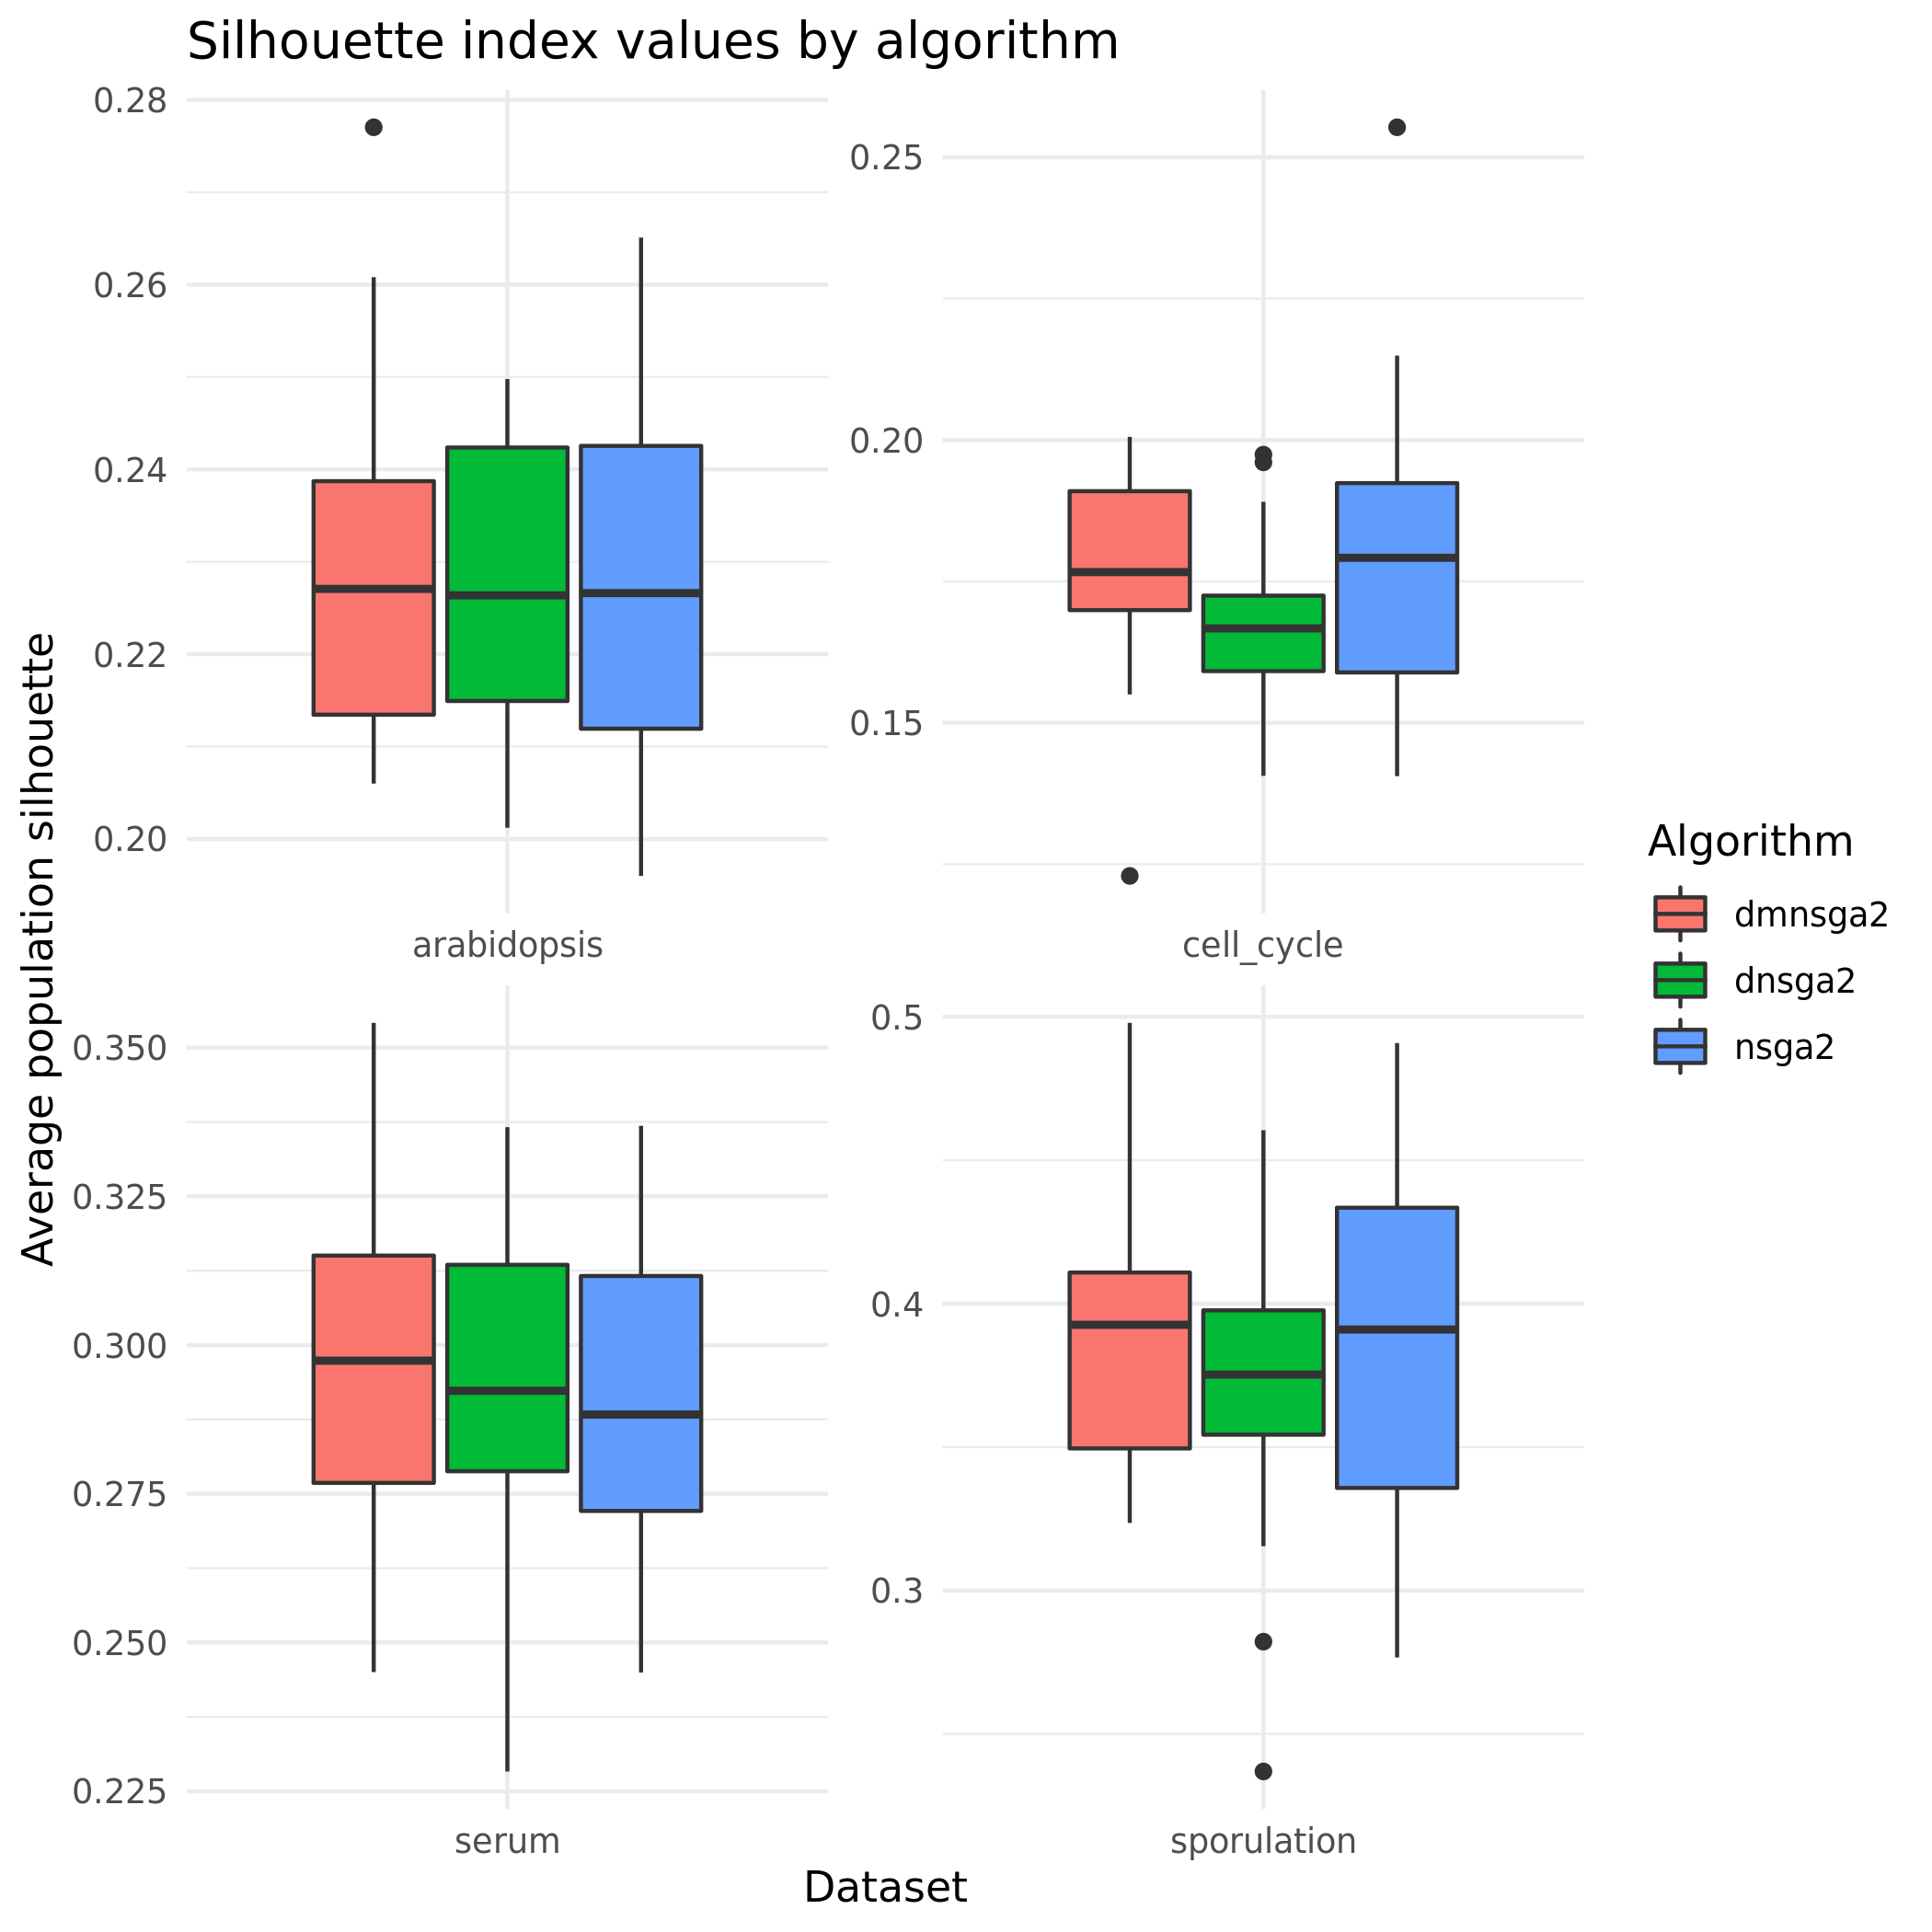 Silhouette index values by algorithm
Average population silhouette
0.28
0.26
0.24
0.22
0.20
arabidopsis
0.25
0.20
0.15
cell_cycle
0.350
0.325
0.300
0.275
0.250
0.225
serum
0.5
0.4
0.3
sporulation
Dataset
Algorithm
dmnsga2
dnsga2
nsga2